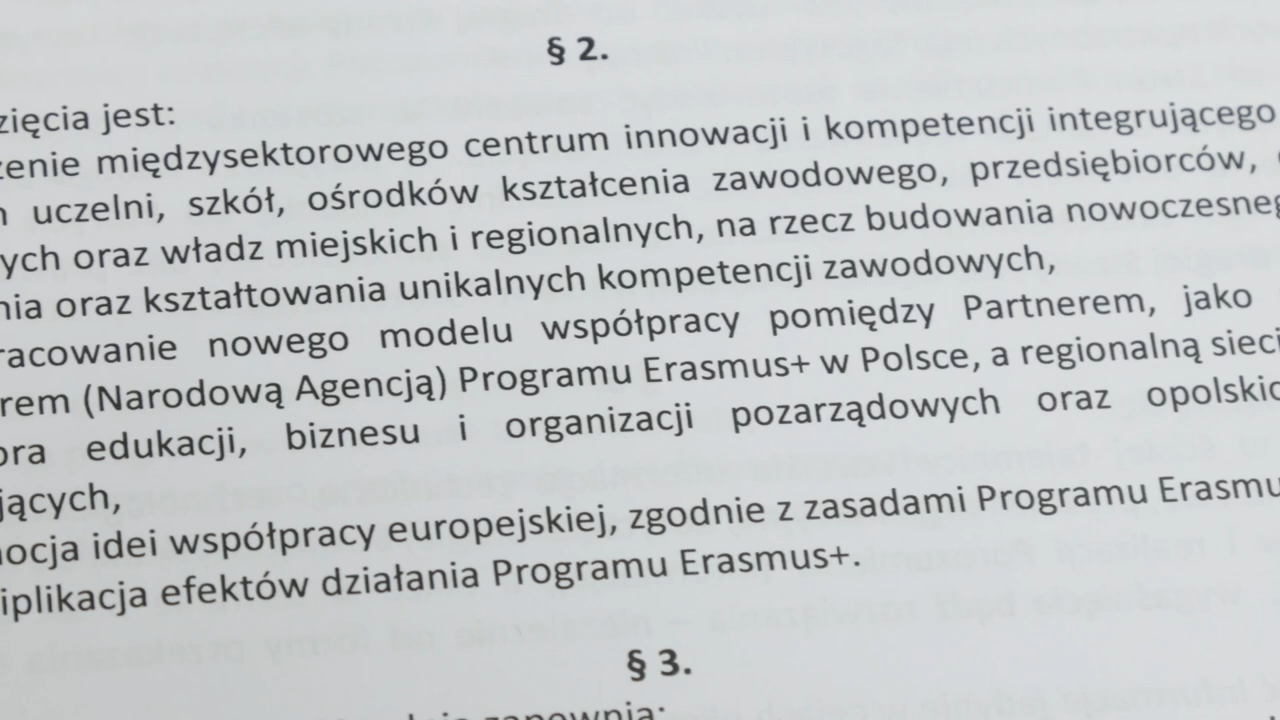 § 2.
zięcia jest:
zenie międzysektorowego centrum innowacji i kompetencji integrującego
uczelni, szkół, ośrodków kształcenia zawodowego, przedsiębiorców,
ych oraz władz miejskich i regionalnych, na rzecz budowania nowoczesneg
nia oraz kształtowania unikalnych kompetencji zawodowych,
racowanie nowego modelu współpracy pomiędzy Partnerem, jako
rem (Narodową Agencją) Programu Erasmus+ w Polsce, a regionalną sieci
ora edukacji, biznesu i organizacji pozarządowych oraz opolskic
jących,
ocja idei współpracy europejskiej, zgodnie z zasadami Programu Erasmu
iplikacja efektów działania Programu Erasmus+.
§ 3.